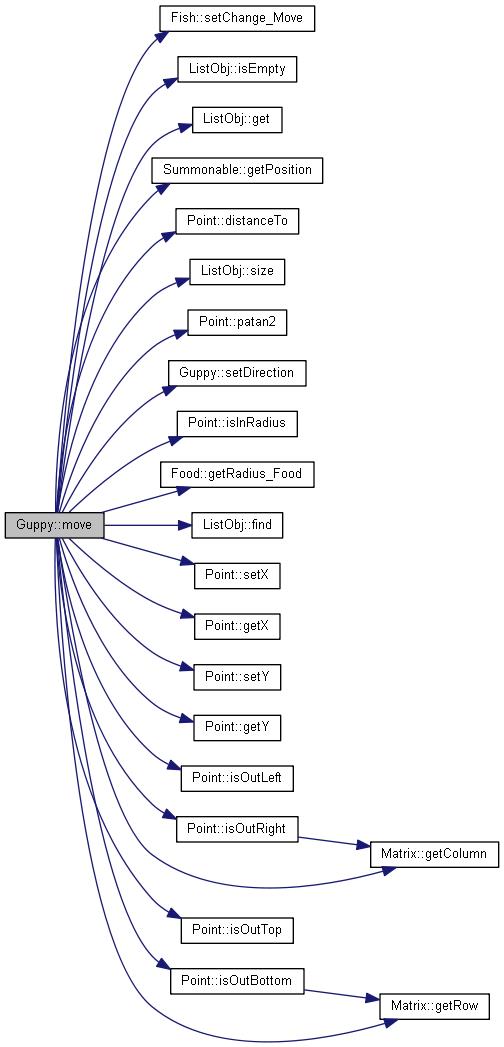 Fish::setChange_Move
ListObj::isEmpty
ListObj::get
Summonable::getPosition
Point::distanceTo
ListObj::size
Point::patan2
Guppy::setDirection
Point::isInRadius
Food::getRadius_Food
Guppy::move
ListObj::find
Point::setX
Point::getX
Point::setY
Point::getY
Point::isOutLeft
Point::isOutRight
Matrix::getColumn
Point::isOutTop
Point::isOutBottom
Matrix::getRow